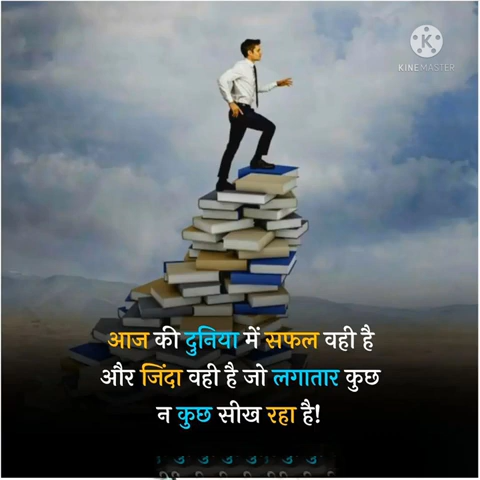 KINEMASTER
आज की दुनिया में सफल वही है
और जिंदा वही है जो लगातार कुछ
न कुछ सीख रहा है!